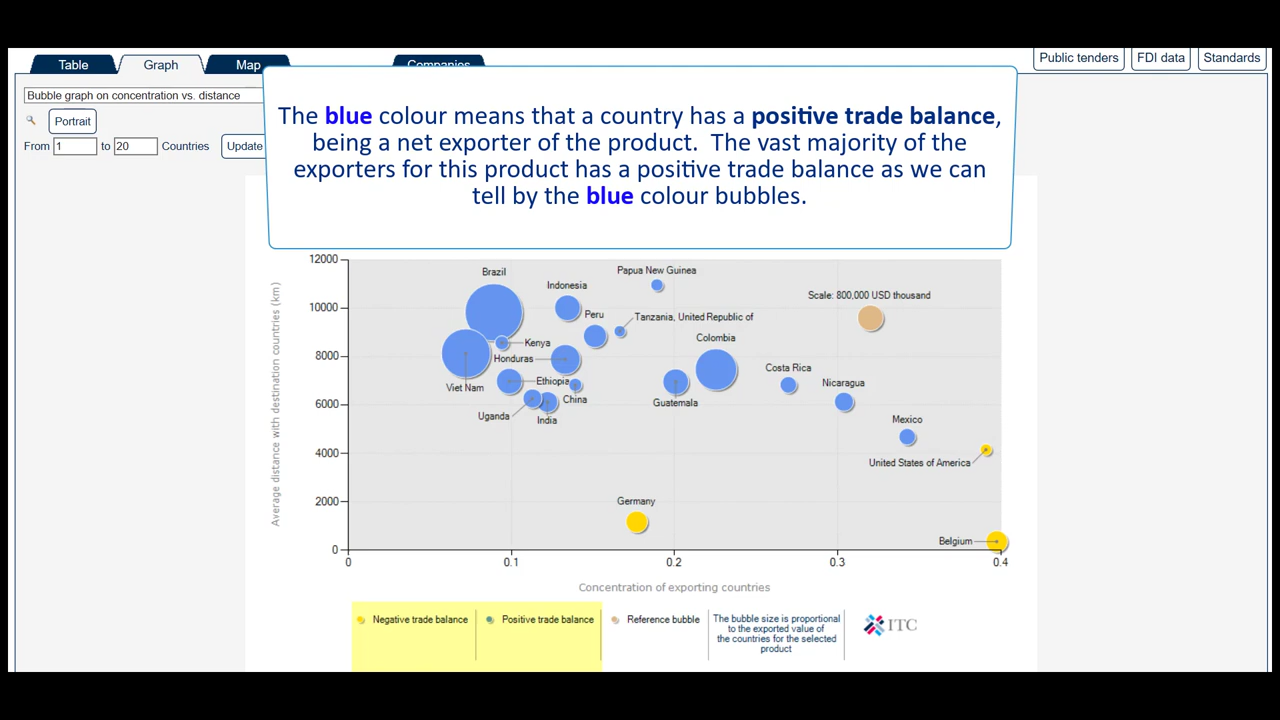 Table
Graph
Map
Companies
Public tenders
FDI data
Standards
Bubble graph on concentration vs. distance
Portrait
From 1 to 20 Countries
Update
The blue colour means that a country has a positive trade balance,
being a net exporter of the product. The vast majority of the
exporters for this product has a positive trade balance as we can
tell by the blue colour bubbles.
Average distance with destination countries (km)
12000
10000
8000
6000
4000
2000
0
Brazil
Papua New Guinea
Indonesia
Scale: 800,000 USD thousand
Peru
Tanzania, United Republic of
Kenya
Colombia
Honduras
Costa Rica
Viet Nam
Ethiopia
Nicaragua
China
Guatemala
Uganda
India
Mexico
United States of America
Germany
Belgium
0
0.1
0.2
0.3
0.4
Concentration of exporting countries
Negative trade balance
Positive trade balance
Reference bubble
The bubble size is proportional
to the exported value of
the countries for the selected
product
ITC